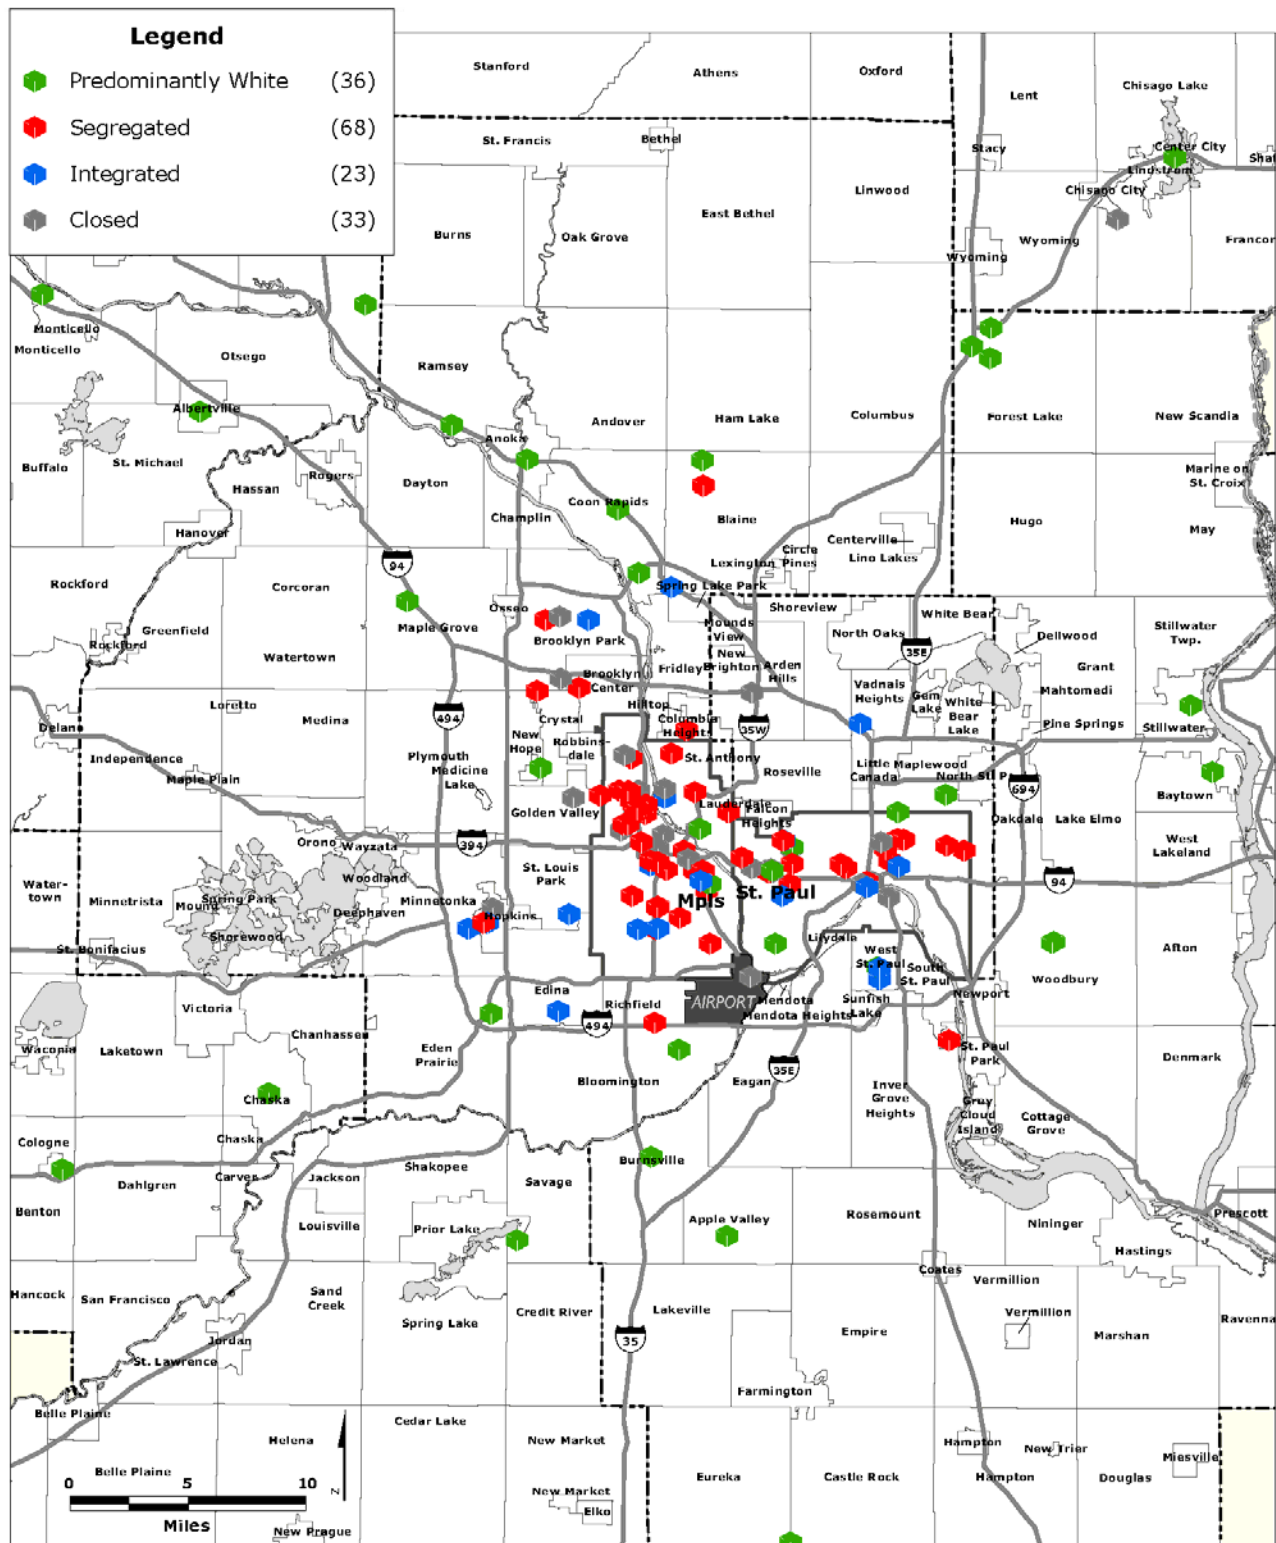 Legend
Predominantly White (36)
Segregated (68)
Integrated (23)
Closed (33)
Stanford
Athens
Oxford
Lent
Chisago Lake
St. Francis
Bethel
Stacy
Center City
Lindstrom
Chisago City
Linwood
East Bethel
Burns
Oak Grove
Wyoming
Wyoming
Francon
Monticello
Monticello
Otsego
Ramsey
Albertville
Andover
Ham Lake
Columbus
Forest Lake
New Scandia
Anoka
Buffalo
St. Michael
Rogers
Hassan
Dayton
Marine on
St. Croix
Coon Rapids
Champlin
Blaine
Hugo
May
Hanover
Centerville
Lino Lakes
Circle
Pines
Lexington
94
Rockford
Corcoran
Spring Lake Park
Osseo
Shoreview
White Bear
Maple Grove
Greenfield
Rockford
Brooklyn Park
Mounds
View
North Oaks
Dellwood
Stillwater
Twp.
35E
Watertown
Fridley
New
Brighton
Arden
Hills
Grant
Brooklyn
Center
Vadnais
Heights
Gem
Lake
White
Bear
Lake
Mahtomedi
Loretto
Medina
Hilltop
Crystal
Columbia
Heights
35W
Pine Springs
Stillwater
494
Delano
New
Hope
Robbins-
dale
Independence
Plymouth
Medicine
Lake
St. Anthony
Roseville
Little
Canada
Maplewood
North St. P
Maple Plain
694
Baytown
Golden Valley
Lauderdale
Falcon
Heights
Oakdale
Lake Elmo
Orono
Wayzata
394
West
Lakeland
St. Louis
Park
Woodland
Water-
town
Minnetrista
Mound
Spring Park
Minnetonka
Deephaven
Hopkins
Mpls
St. Paul
94
Shorewood
St. Bonifacius
Lilydale
West
St. Paul
South
St. Paul
Woodbury
Afton
Victoria
Edina
Richfield
AIRPORT
Mendota
Mendota Heights
Sunfish
Lake
Newport
Chanhassen
494
Waconia
Laketown
Eden
Prairie
St. Paul
Park
Denmark
35E
Bloomington
Eagan
Inver
Grove
Heights
Chaska
Grey
Cloud
Island
Cottage
Grove
Cologne
Chaska
Burnsville
Shakopee
Dahlgren
Carver
Jackson
Savage
Benton
Louisville
Prior Lake
Apple Valley
Rosemount
Nininger
Prescott
Hastings
Coates
Hancock
San Francisco
Sand
Creek
Vermillion
Credit River
Lakeville
Vermillion
Ravenna
Spring Lake
Jordan
35
Empire
Marshan
St. Lawrence
Farmington
Belle Plaine
Cedar Lake
Helena
New Market
Hampton
New Trier
Miesville
Belle Plaine
Eureka
Castle Rock
Hampton
Douglas
0 5 10
Miles
N
New Market
Elko
New Prague